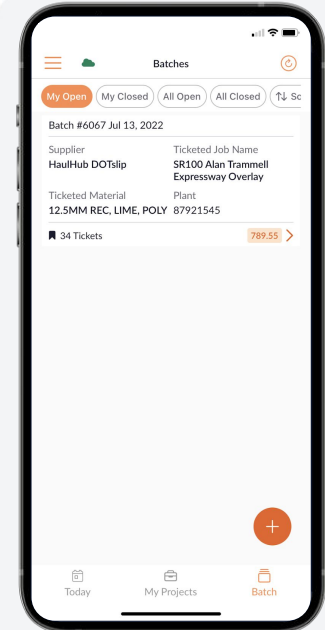 Batches
My Open My Closed All Open All Closed ↑↓ Sc
Batch #6067 Jul 13, 2022
Supplier Ticketed Job Name
HaulHub DOTslip SR100 Alan Trammell
Expressway Overlay
Ticketed Material Plant
12.5MM REC, LIME, POLY 87921545
34 Tickets 789.55
Today My Projects Batch